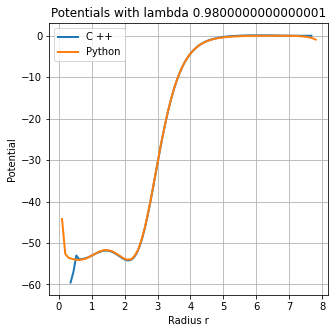 Potentials with lambda 0.9800000000000001
C ++
Python
Potential
0
−10
−20
−30
−40
−50
−60
0 1 2 3 4 5 6 7 8
Radius r